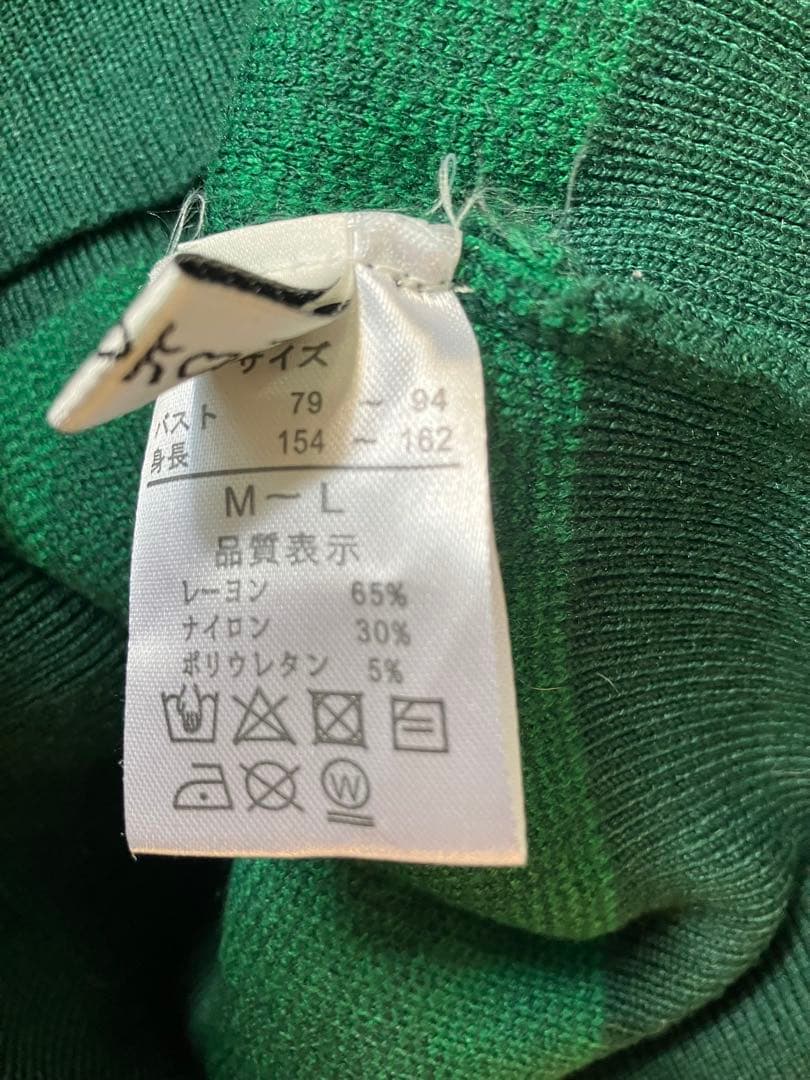 サイズ
バスト 79 ~ 94
身長 154 ~ 162
M~L
品質表示
レーヨン 65%
ナイロン 30%
ポリウレタン 5%
W